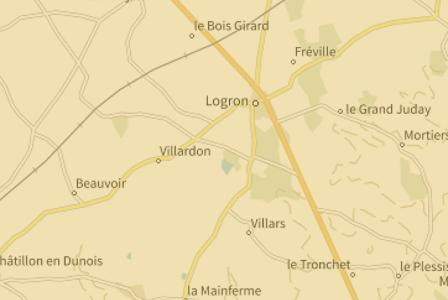 le Bois Girard
Fréville
Logron
le Grand Juday
Mortiers
Villardon
Beauvoir
Villars
hâtillon en Dunois
le Tronchet
le Plessis
la Mainferme
M